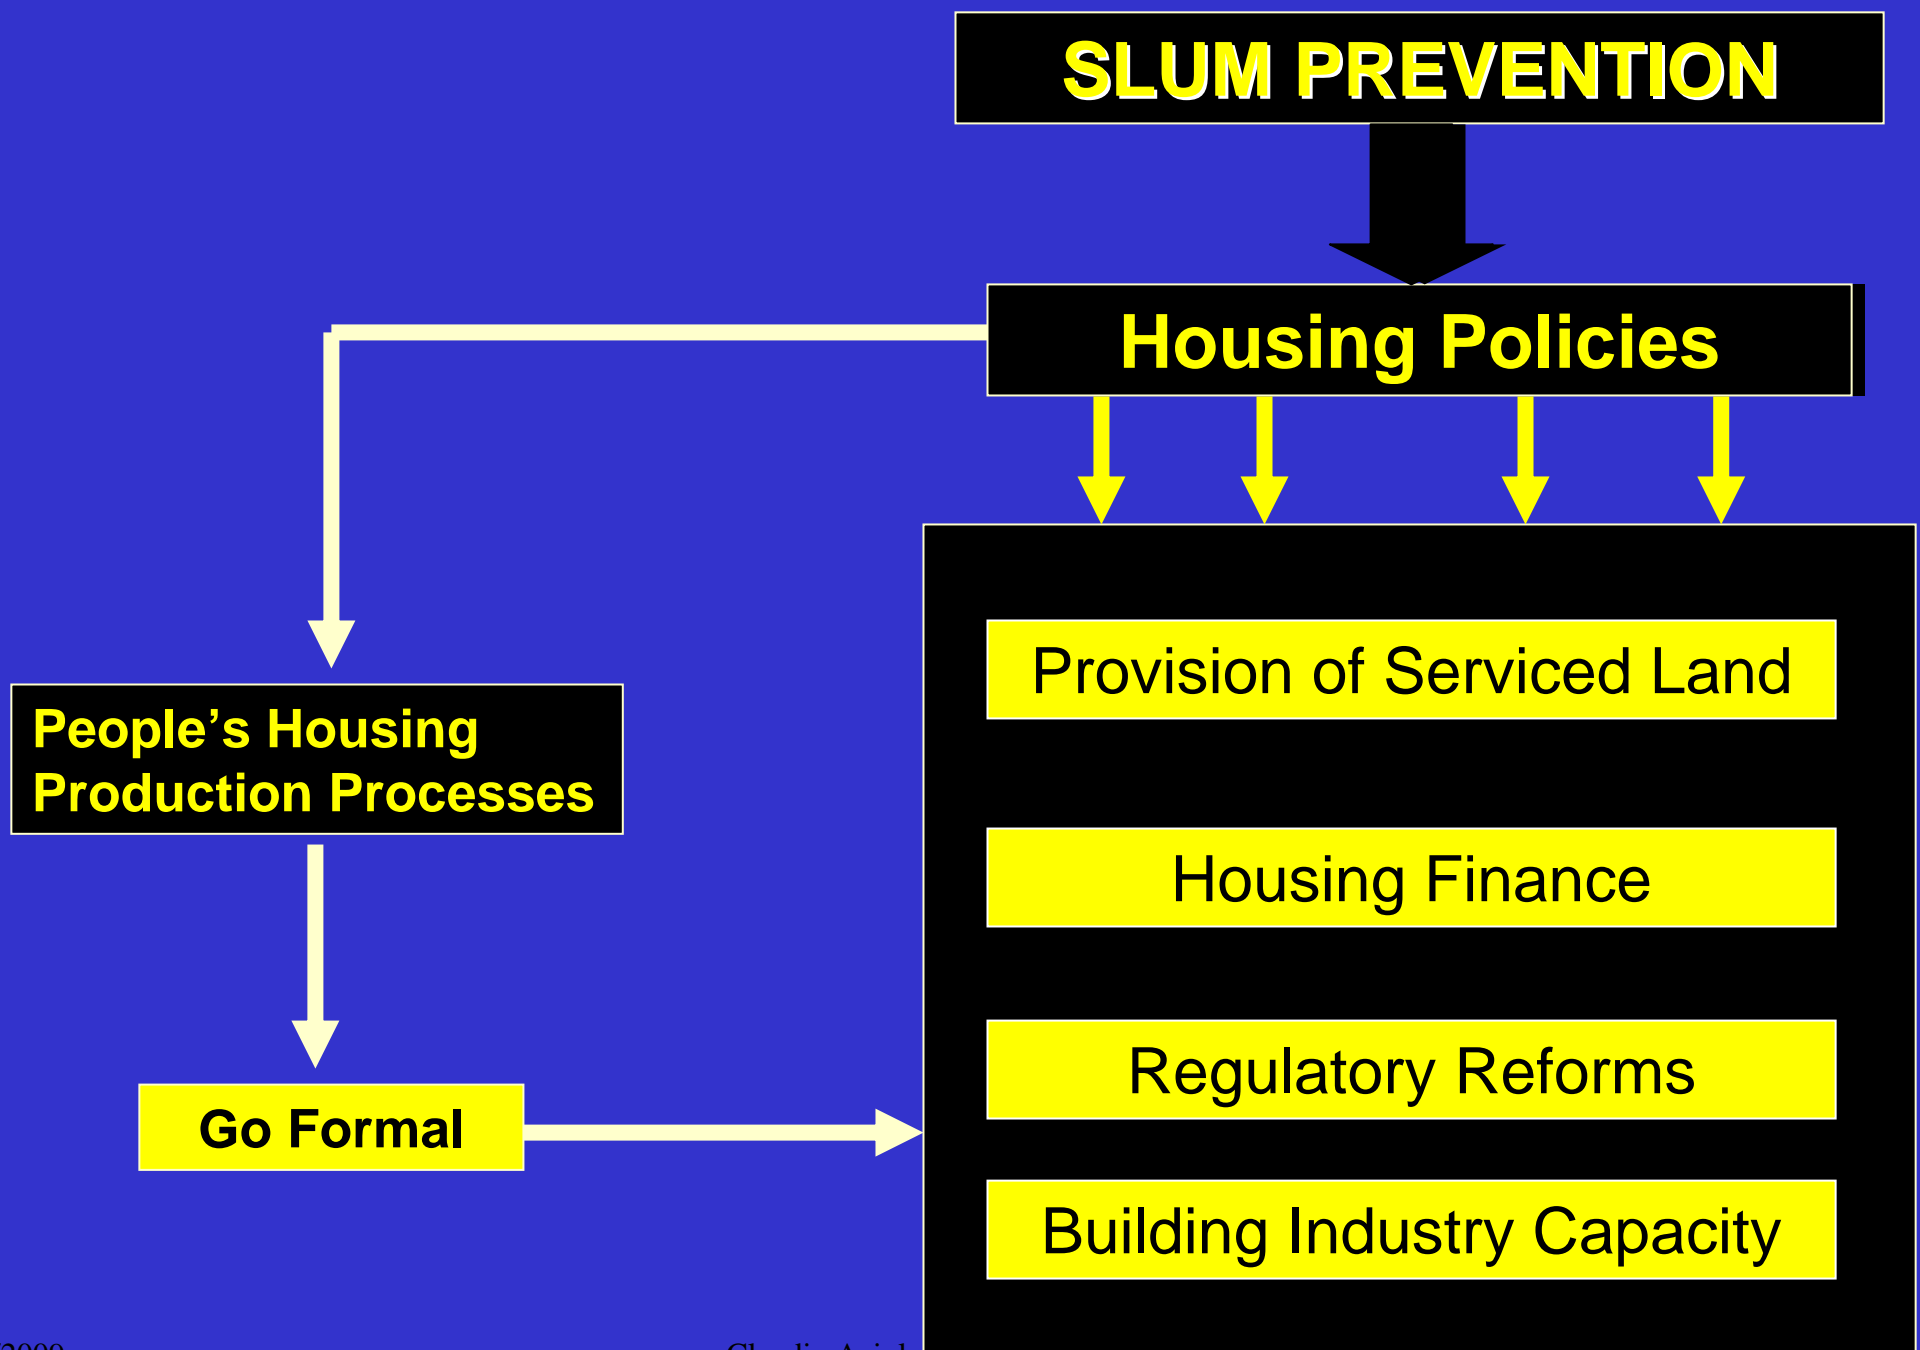 SLUM PREVENTION
Housing Policies
Provision of Serviced Land
People’s Housing
Production Processes
Housing Finance
Regulatory Reforms
Go Formal
Building Industry Capacity